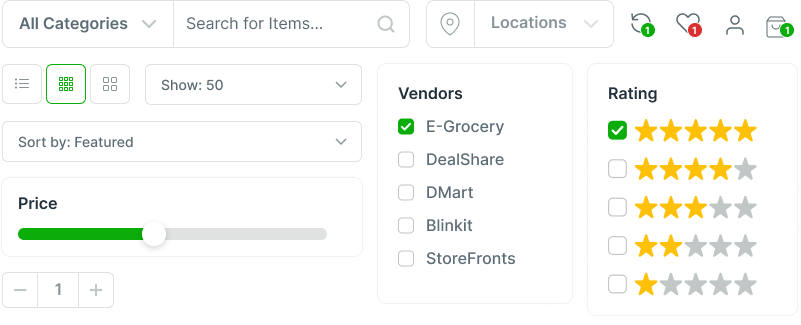 All Categories
Search for Items...
Locations
1
1
1
Show: 50
Sort by: Featured
Price
1
Vendors
E-Grocery
DealShare
DMart
Blinkit
StoreFronts
Rating